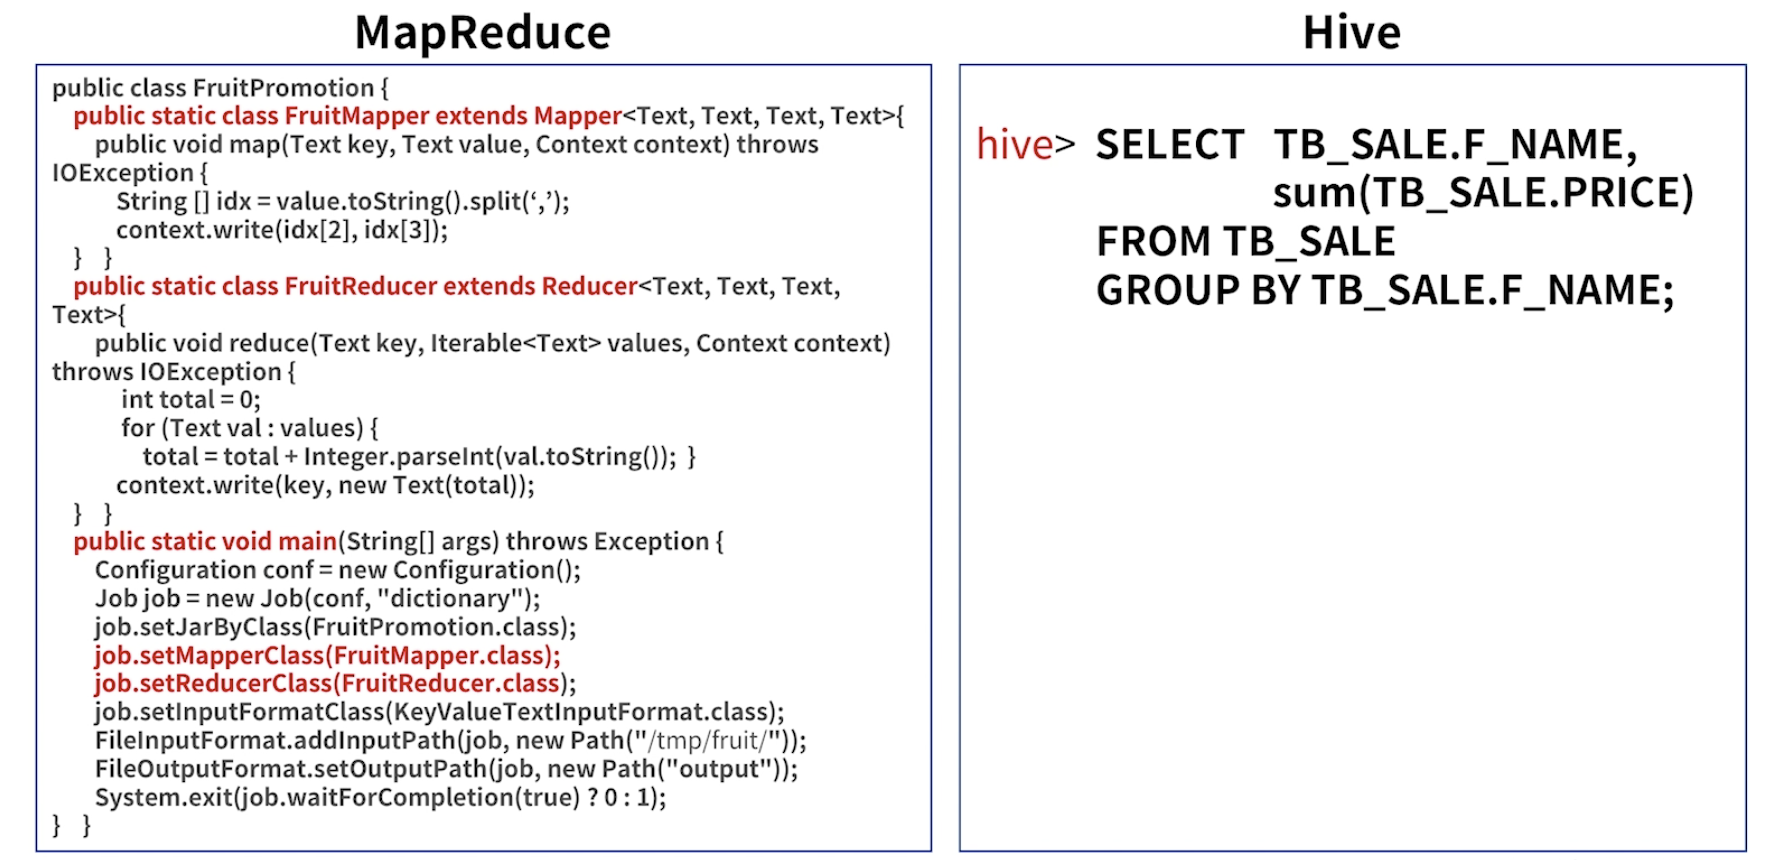 MapReduce
public class FruitPromotion {
public static class FruitMapper extends Mapper<Text, Text, Text, Text>{
public void map(Text key, Text value, Context context) throws
IOException {
String [] idx = value.toString().split(‘,’);
context.write(idx[2], idx[3]);
} }
public static class FruitReducer extends Reducer<Text, Text, Text,
Text>{
public void reduce(Text key, Iterable<Text> values, Context context)
throws IOException {
int total = 0;
for (Text val : values) {
total = total + Integer.parseInt(val.toString()); }
context.write(key, new Text(total));
} }
public static void main(String[] args) throws Exception {
Configuration conf = new Configuration();
Job job = new Job(conf, "dictionary");
job.setJarByClass(FruitPromotion.class);
job.setMapperClass(FruitMapper.class);
job.setReducerClass(FruitReducer.class);
job.setInputFormatClass(KeyValueTextInputFormat.class);
FileInputFormat.addInputPath(job, new Path("/tmp/fruit/"));
FileOutputFormat.setOutputPath(job, new Path("output"));
System.exit(job.waitForCompletion(true) ? 0 : 1);
} }
Hive
hive> SELECT TB_SALE.F_NAME,
sum(TB_SALE.PRICE)
FROM TB_SALE
GROUP BY TB_SALE.F_NAME;